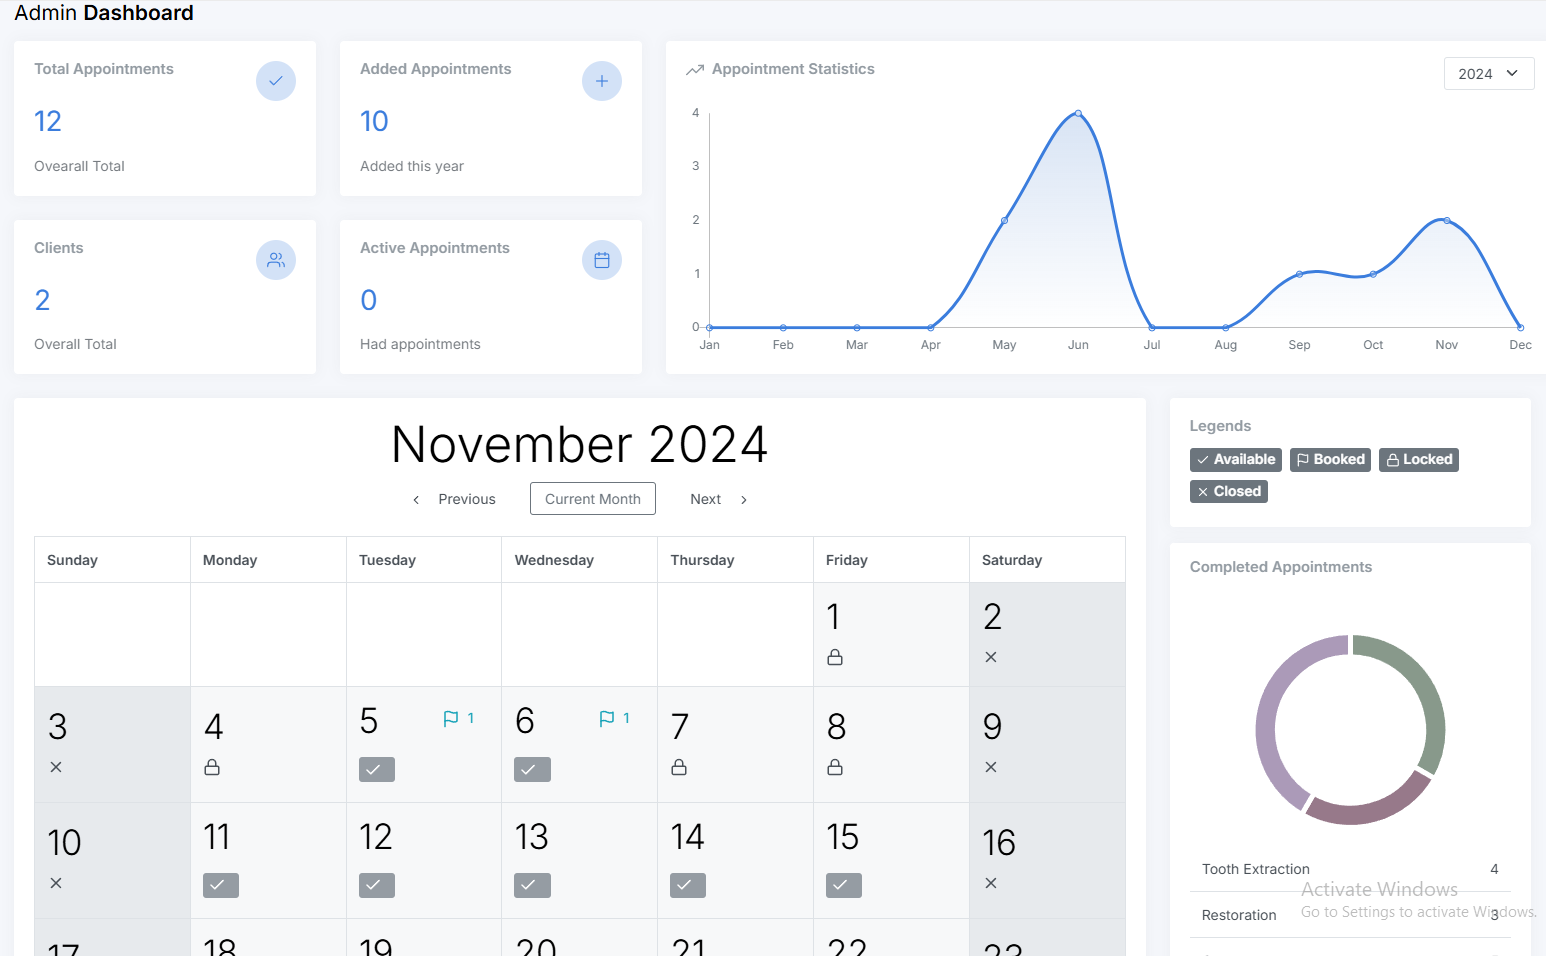 Admin Dashboard
Total Appointments
12
Ovearall Total
Added Appointments
10
Added this year
Clients
2
Overall Total
Active Appointments
0
Had appointments
Appointment Statistics
2024
4
3
2
1
0
Jan Feb Mar Apr May Jun Jul Aug Sep Oct Nov Dec
November 2024
Previous Current Month Next
Sunday Monday Tuesday Wednesday Thursday Friday Saturday
1 2
3 4 5 1 6 1 7 8 9
10 11 12 13 14 15 16
17 18 19 20 21 22 23
Legends
Available Booked Locked
Closed
Completed Appointments
Tooth Extraction 4
Restoration 3
Activate Windows
Go to Settings to activate Windows.